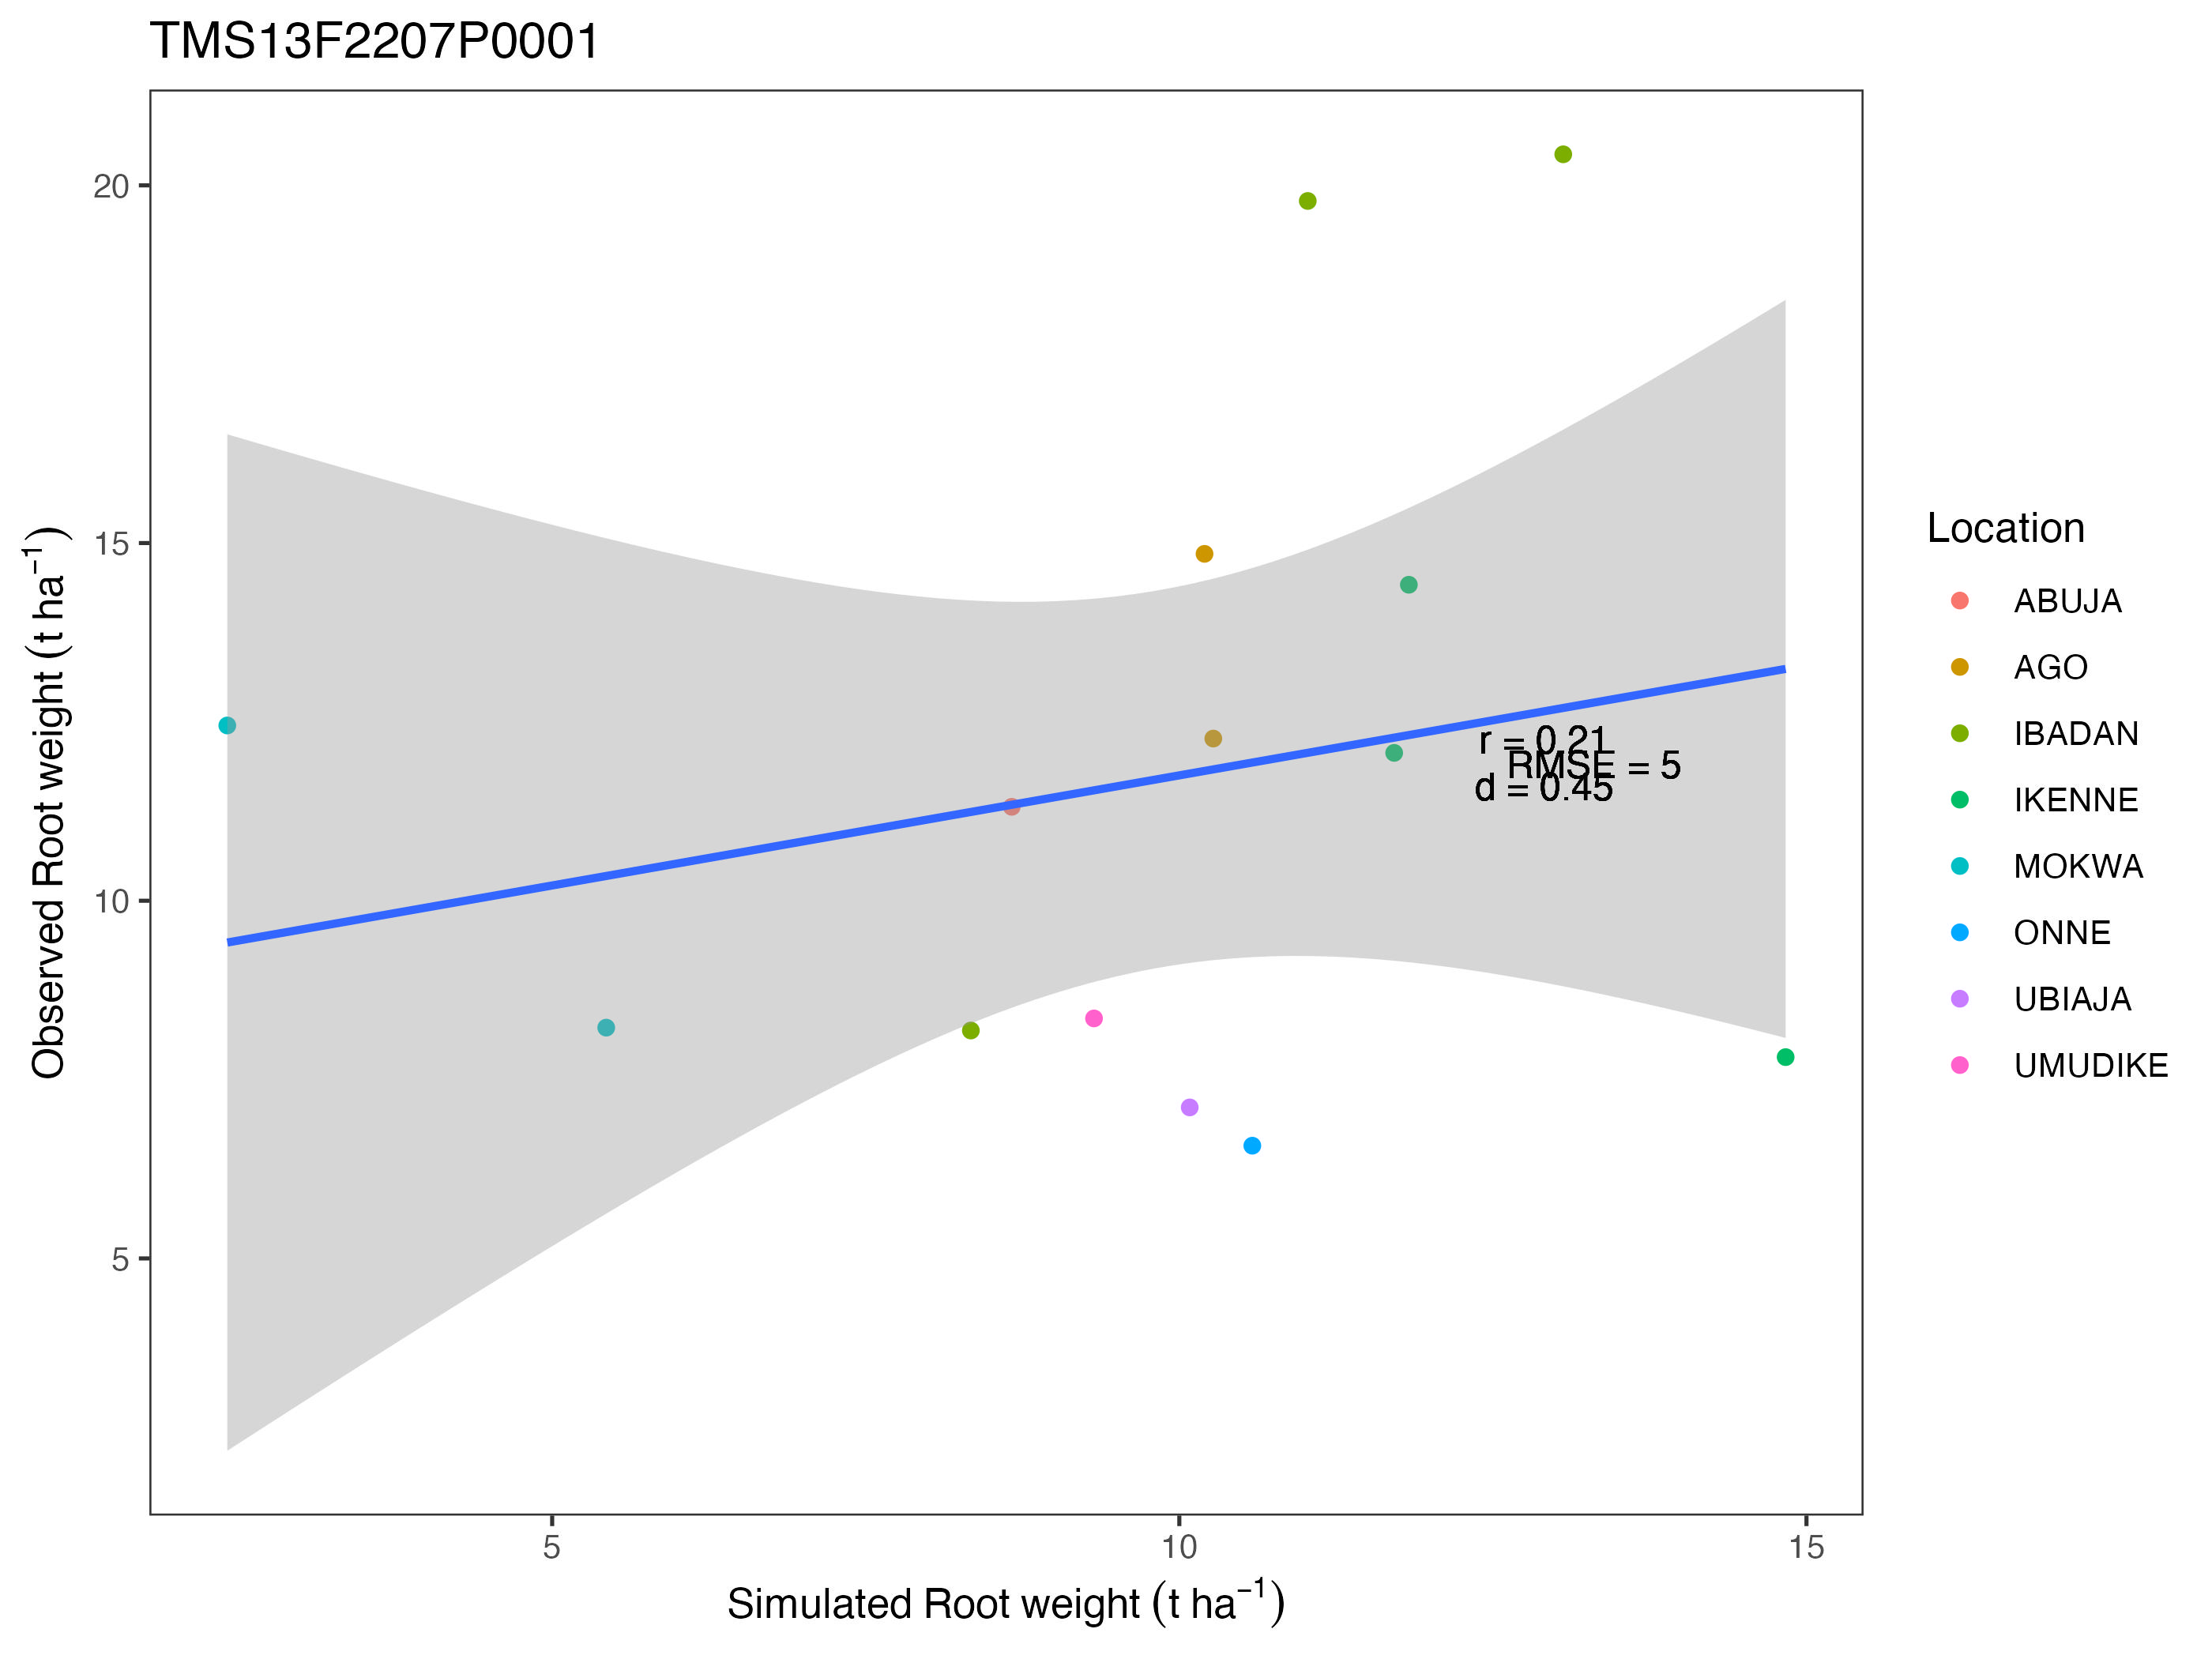 TMS13F2207P0001
20
15
10
5
Observed Root weight (t ha⁻¹)
r = 0.21
RMSE = 5
d = 0.45
5
10
15
Simulated Root weight (t ha⁻¹)
Location
ABUJA
AGO
IBADAN
IKENNE
MOKWA
ONNE
UBIAJA
UMUDIKE